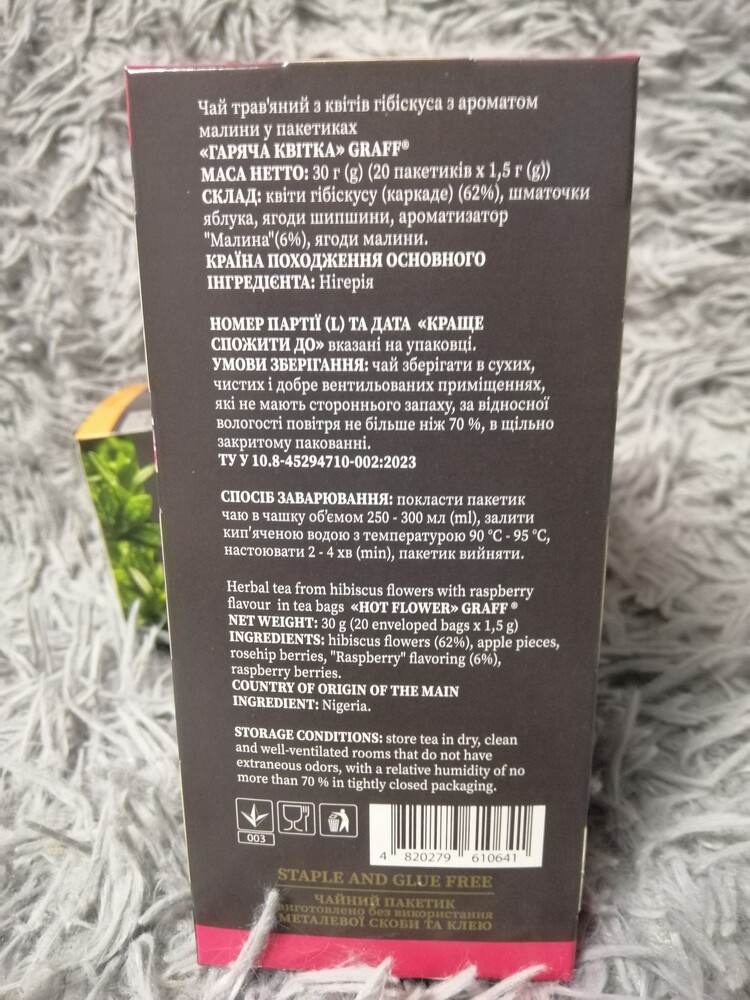 Чай трав'яний з квітів гібіскуса з ароматом
малини у пакетиках
«ГАРЯЧА КВІТКА» GRAFF®
МАСА НЕТТО: 30 г (g) (20 пакетиків х 1,5 г (g))
СКЛАД: квіти гібіскусу (каркаде) (62%), шматочки
яблука, ягоди шипшини, ароматизатор
"Малина"(6%), ягоди малини.
КРАЇНА ПОХОДЖЕННЯ ОСНОВНОГО
ІНГРЕДІЄНТА: Нігерія
НОМЕР ПАРТІЇ (L) ТА ДАТА «КРАЩЕ
СПОЖИТИ ДО» вказані на упаковці.
УМОВИ ЗБЕРІГАННЯ: чай зберігати в сухих,
чистих і добре вентильованих приміщеннях,
які не мають стороннього запаху, за відносної
вологості повітря не більше ніж 70 %, в щільно
закритому пакованні.
ТУ У 10.8-45294710-002:2023
СПОСІБ ЗАВАРЮВАННЯ: покласти пакетик
чаю в чашку об'ємом 250 - 300 мл (ml), залити
кип'яченою водою з температурою 90 °C - 95 °C,
настоювати 2 - 4 хв (min), пакетик вийняти.
Herbal tea from hibiscus flowers with raspberry
flavour in tea bags «HOT FLOWER» GRAFF ®
NET WEIGHT: 30 g (20 enveloped bags x 1,5 g)
INGREDIENTS: hibiscus flowers (62%), apple pieces,
rosehip berries, "Raspberry" flavoring (6%),
raspberry berries.
COUNTRY OF ORIGIN OF THE MAIN
INGREDIENT: Nigeria.
STORAGE CONDITIONS: store tea in dry, clean
and well-ventilated rooms that do not have
extraneous odors, with a relative humidity of no
more than 70 % in tightly closed packaging.
003
4 820279 610641
STAPLE AND GLUE FREE
ЧАЙНИЙ ПАКЕТИК
виготовлено без використання
МЕТАЛЕВОЇ СКОБИ ТА КЛЕЮ